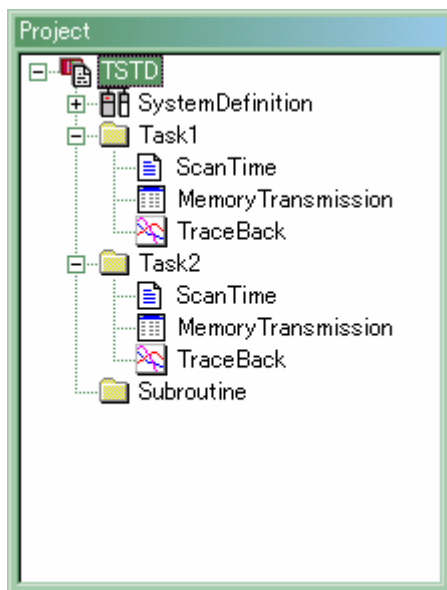 Project
TSTD
SystemDefinition
Task1
ScanTime
MemoryTransmission
TraceBack
Task2
ScanTime
MemoryTransmission
TraceBack
Subroutine